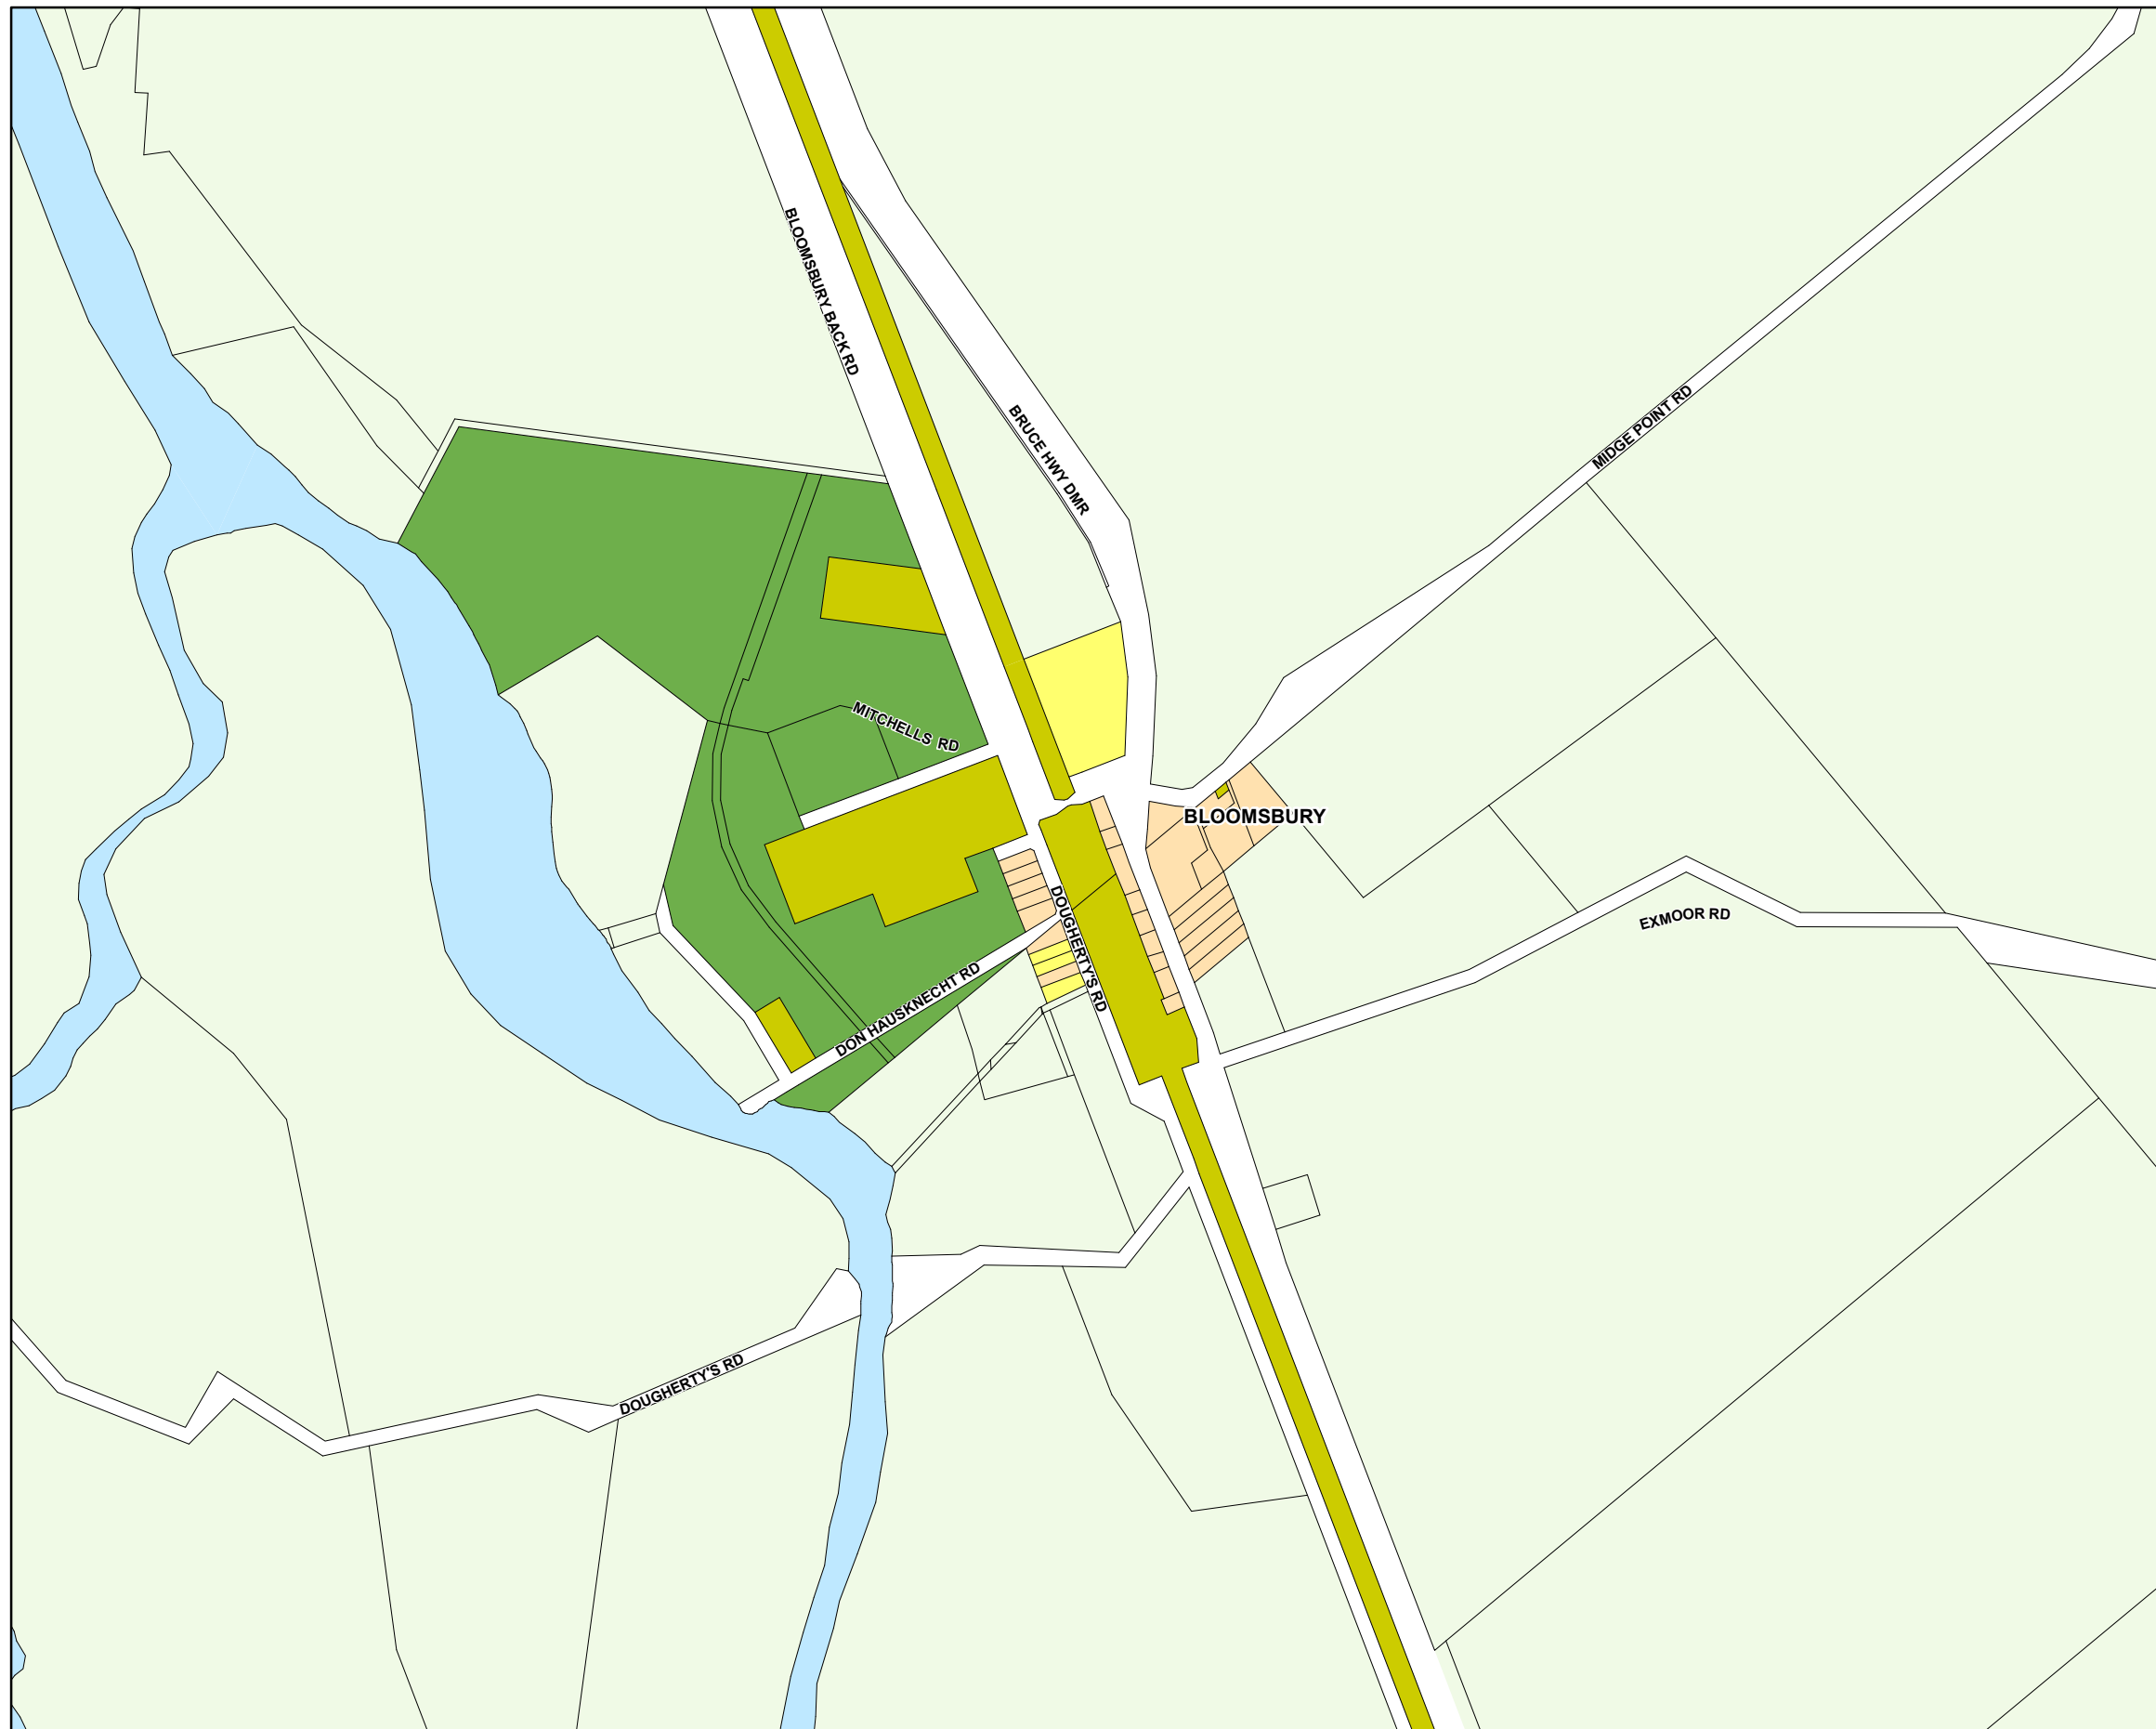 BLOOMSBURY BACK RD
BRUCE HWY DMR
MIDGE POINT RD
MITCHELLS RD
BLOOMSBURY
DOUGHERTY'S RD
EXMOOR RD
DON HAUSKNECHT RD
DOUGHERTY'S RD